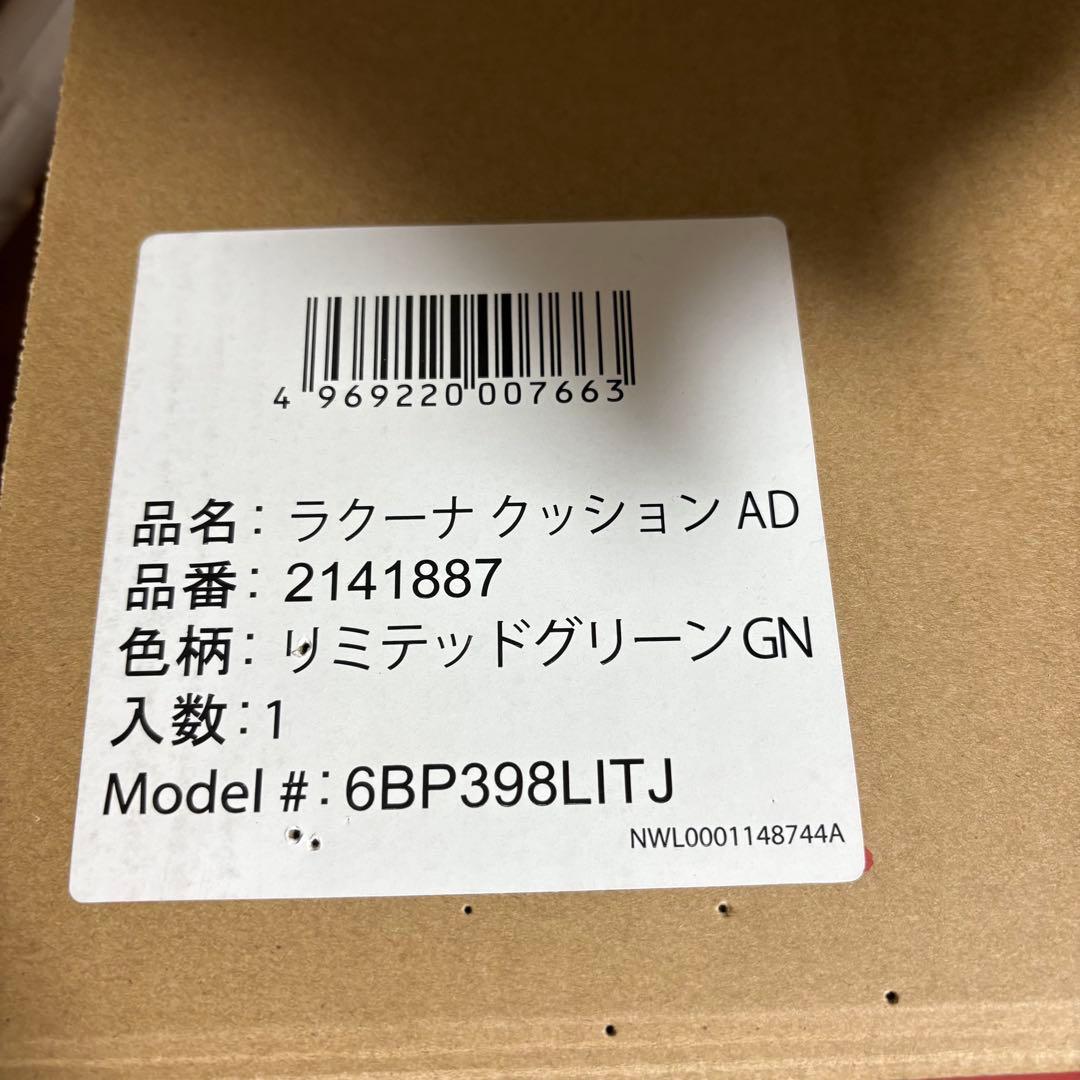 4 969220 007663
品名: ラクーナ クッション AD
品番: 2141887
色柄: リミテッドグリーンGN
入数:1
Model #:6BP398LITJ
NWL0001148744A